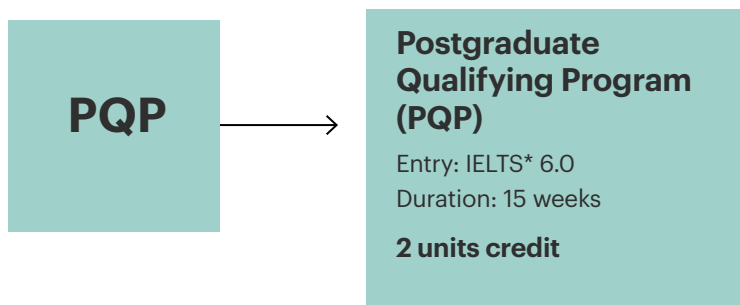 PQP
Postgraduate
Qualifying Program
(PQP)
Entry: IELTS* 6.0
Duration: 15 weeks
2 units credit